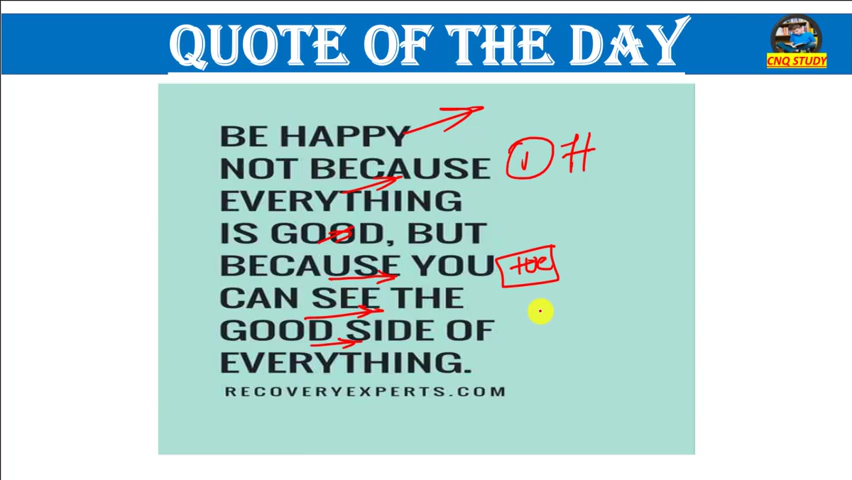 QUOTE OF THE DAY
CNQ STUDY
BE HAPPY
NOT BECAUSE
EVERYTHING
IS GOOD, BUT
BECAUSE YOU
CAN SEE THE
GOOD SIDE OF
EVERYTHING.
RECOVERYEXPERTS.COM